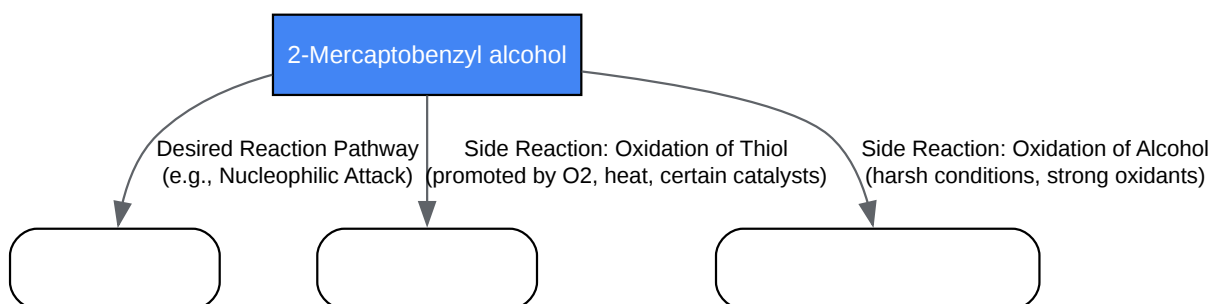 2-Mercaptobenzyl alcohol
Desired Reaction Pathway
(e.g., Nucleophilic Attack)
Side Reaction: Oxidation of Thiol
(promoted by O2, heat, certain catalysts)
Side Reaction: Oxidation of Alcohol
(harsh conditions, strong oxidants)